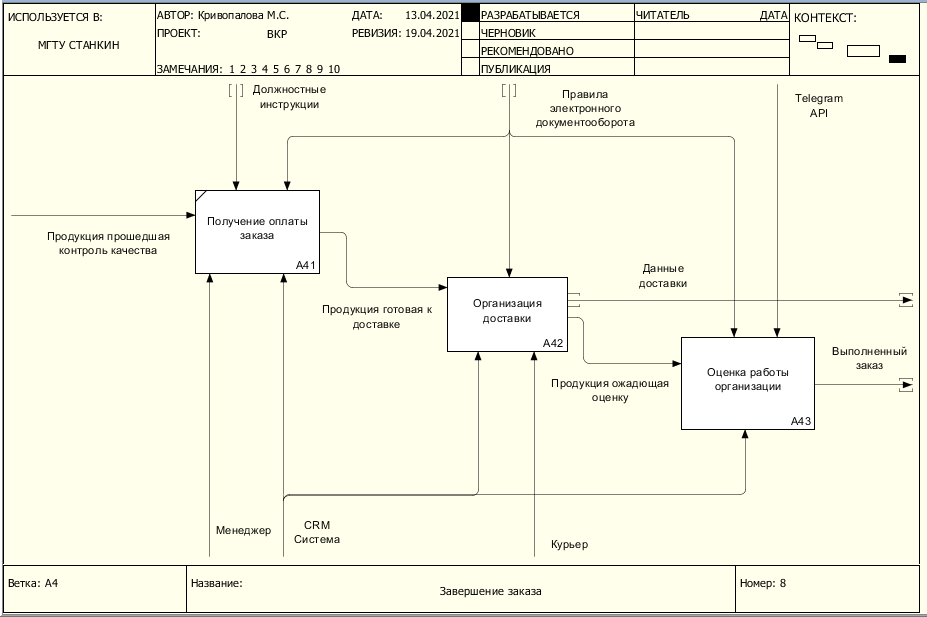 ИСПОЛЬЗУЕТСЯ В:
МГТУ СТАНКИН
АВТОР: Кривопалова М.С.
ДАТА: 13.04.2021
ПРОЕКТ: ВКР
РЕВИЗИЯ: 19.04.2021
ЗАМЕЧАНИЯ: 1 2 3 4 5 6 7 8 9 10
РАЗРАБАТЫВАЕТСЯ
ЧЕРНОВИК
РЕКОМЕНДОВАНО
ПУБЛИКАЦИЯ
ЧИТАТЕЛЬ ДАТА
КОНТЕКСТ:
Должностные
инструкции
Правила
электронного
документооборота
Telegram
API
Продукция прошедшая
контроль качества
Получение оплаты
заказа
A41
Продукция готовая к
доставке
Организация
доставки
A42
Данные
доставки
Продукция ожадющая
оценку
Оценка работы
организации
A43
Выполненный
заказ
Менеджер
CRM
Система
Курьер
Ветка: A4
Название:
Завершение заказа
Номер: 8